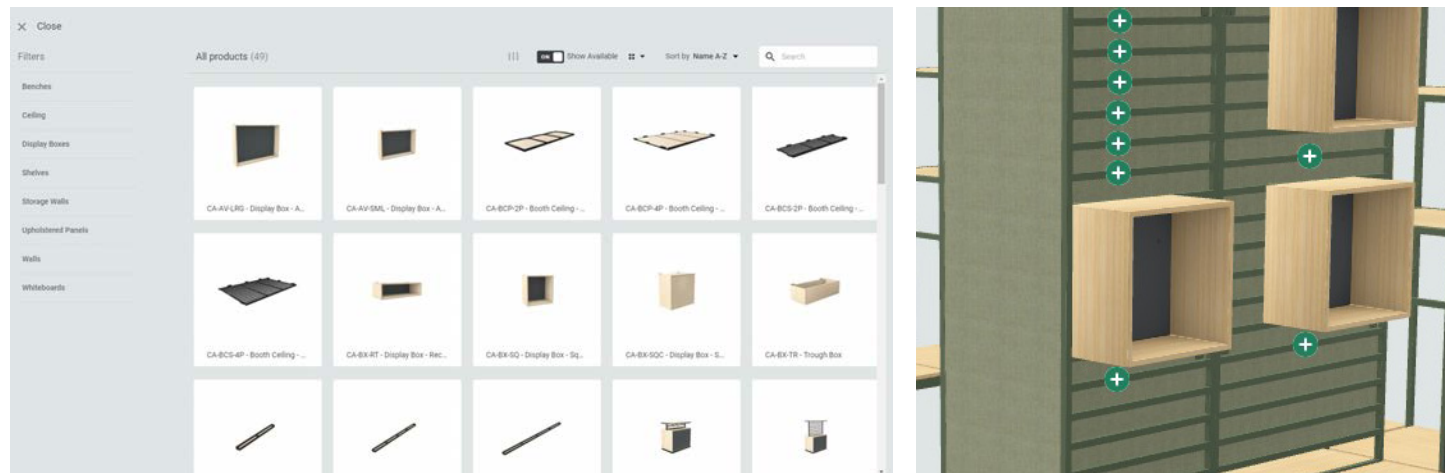 Close
Filters
All products (49)
ON
Show Available
Sort by Name A-Z
Search
Benches
Ceiling
Display Boxes
Shelves
Storage Walls
Upholstered Panels
Walls
Whiteboards
CA-AV-LRG - Display Box - A...
CA-AV-SML - Display Box - A...
CA-BCP-2P - Booth Ceiling - ...
CA-BCP-4P - Booth Ceiling - ...
CA-BCS-2P - Booth Ceiling - ...
CA-BCS-4P - Booth Ceiling - ...
CA-BX-RT - Display Box - Rec...
CA-BX-SQ - Display Box - Sq...
CA-BX-SQC - Display Box - S...
CA-BX-TR - Trough Box